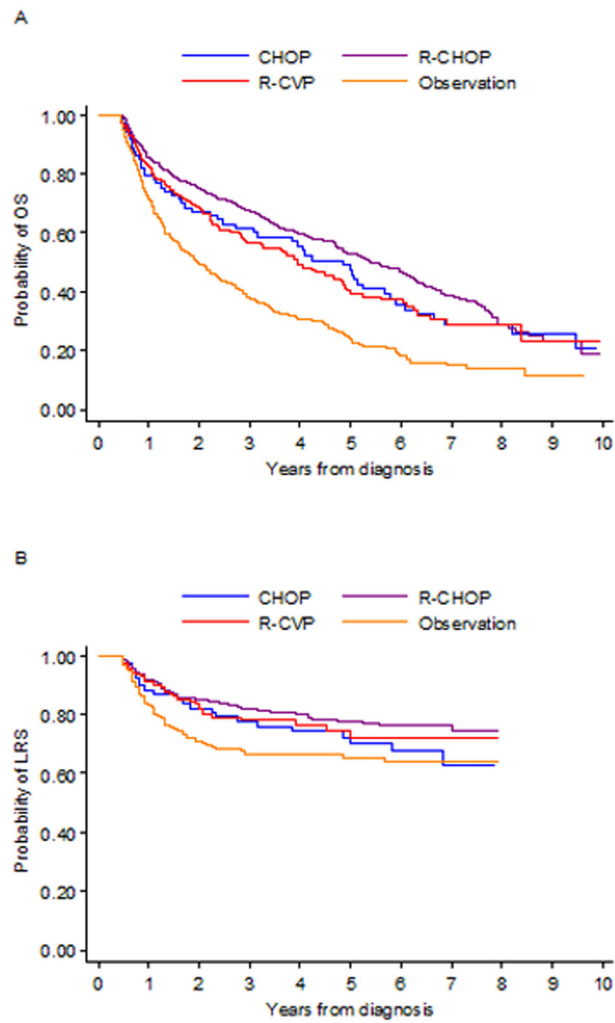 A
CHOP R-CHOP
R-CVP Observation
1.00
0.80
0.60
0.40
0.20
0.00
Probability of OS
0 1 2 3 4 5 6 7 8 9 10
Years from diagnosis
B
CHOP R-CHOP
R-CVP Observation
1.00
0.80
0.60
0.40
0.20
0.00
Probability of LRS
0 1 2 3 4 5 6 7 8 9 10
Years from diagnosis